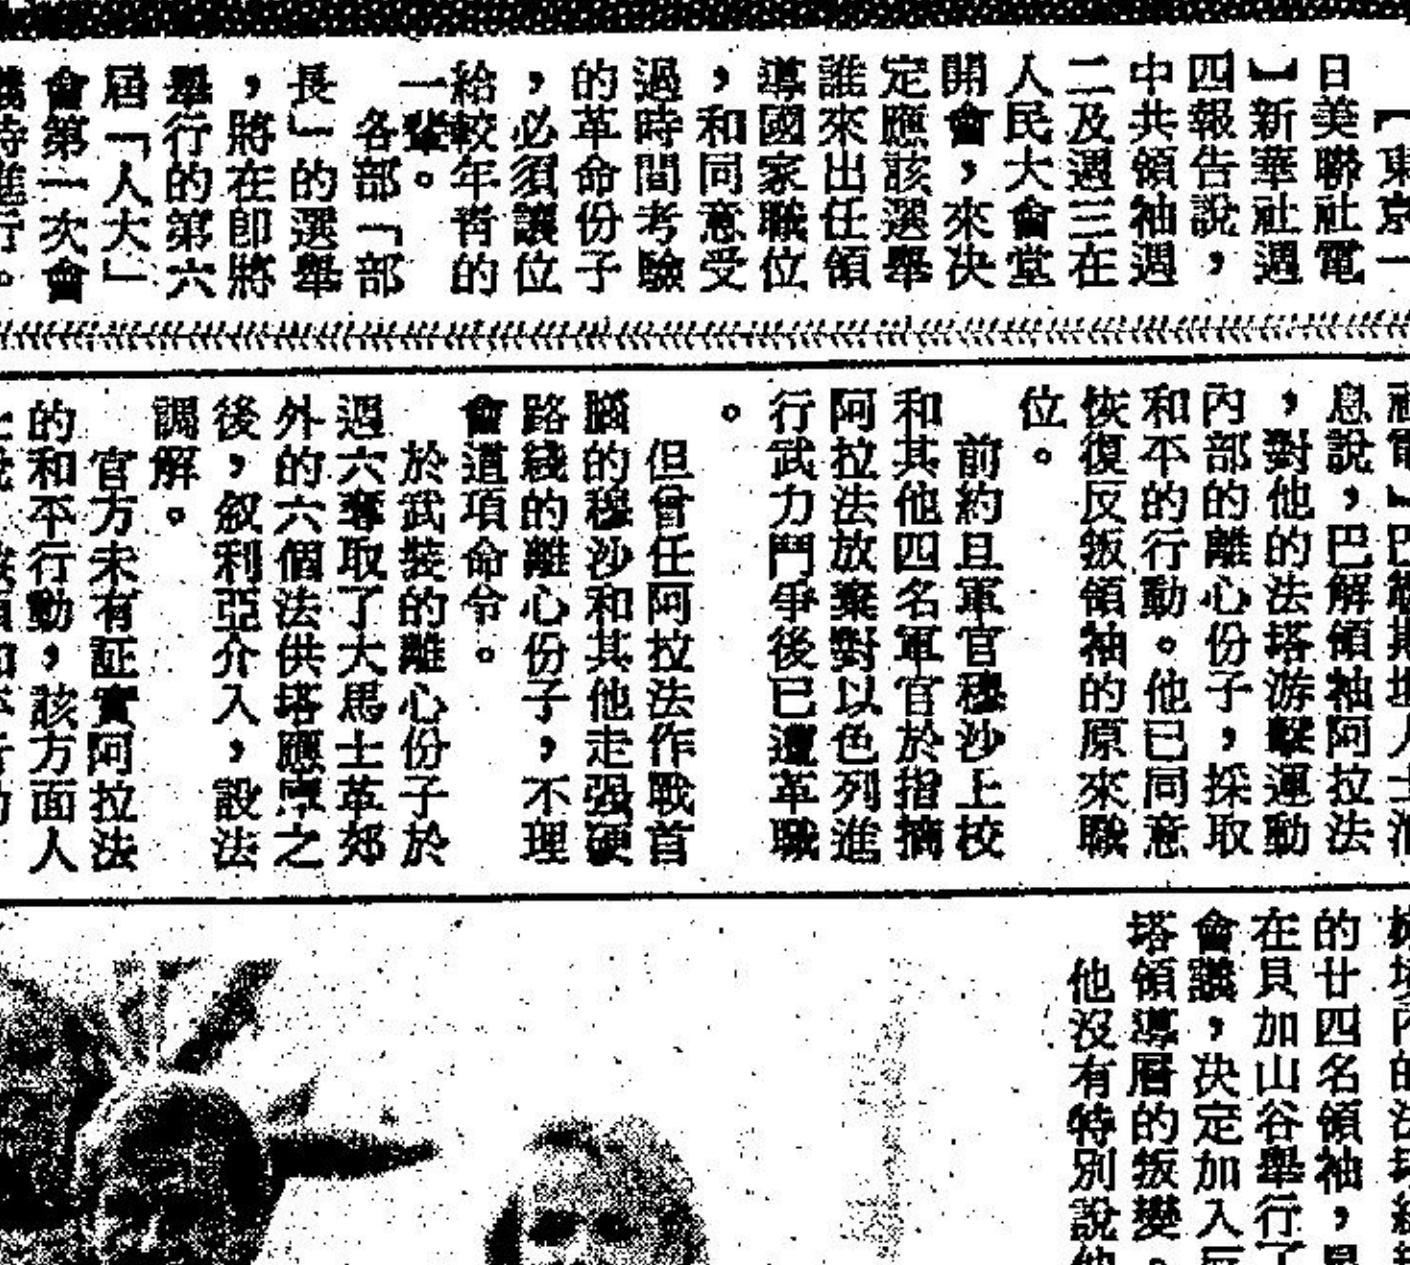 【東京一
日美聯社電
】新華社週
四報告說，
中共領袖週
二及週三在
人民大會堂
開會，來决
定應該選舉
誰來出任領
導國家職位
，和同意受
過時間考驗
的革命份子
，必須讓位
給較年青的
一輩。
各部「部
長」的選舉
，將在卽將
舉行的第六
屆「人大」
會第一次會
議時進行。
息說，巴解領袖阿拉法
，對他的法塔游擊運動
內部的離心份子，採取
和不的行動。他已同意
恢復反叛領袖的原來職
位。
前約旦軍官穆沙上校
和其他四名軍官於指摘
阿拉法放棄對以色列進
行武力鬥爭後已遭革職
。
但曾任阿拉法作戰首
腦的穆沙和其他走强硬
路綫的離心份子，不理
會這項命令。
於武裝的離心份子於
週六奪取了大馬士革郊
外的六個法供塔應庫之
後，叙利亞介入，設法
調解。
官方未有証實阿拉法
的和平行動，該方面人
的廿四名領袖，
在貝加山谷舉行了
會議，决定加入反
塔領導層的叛變。
他沒有特別說他